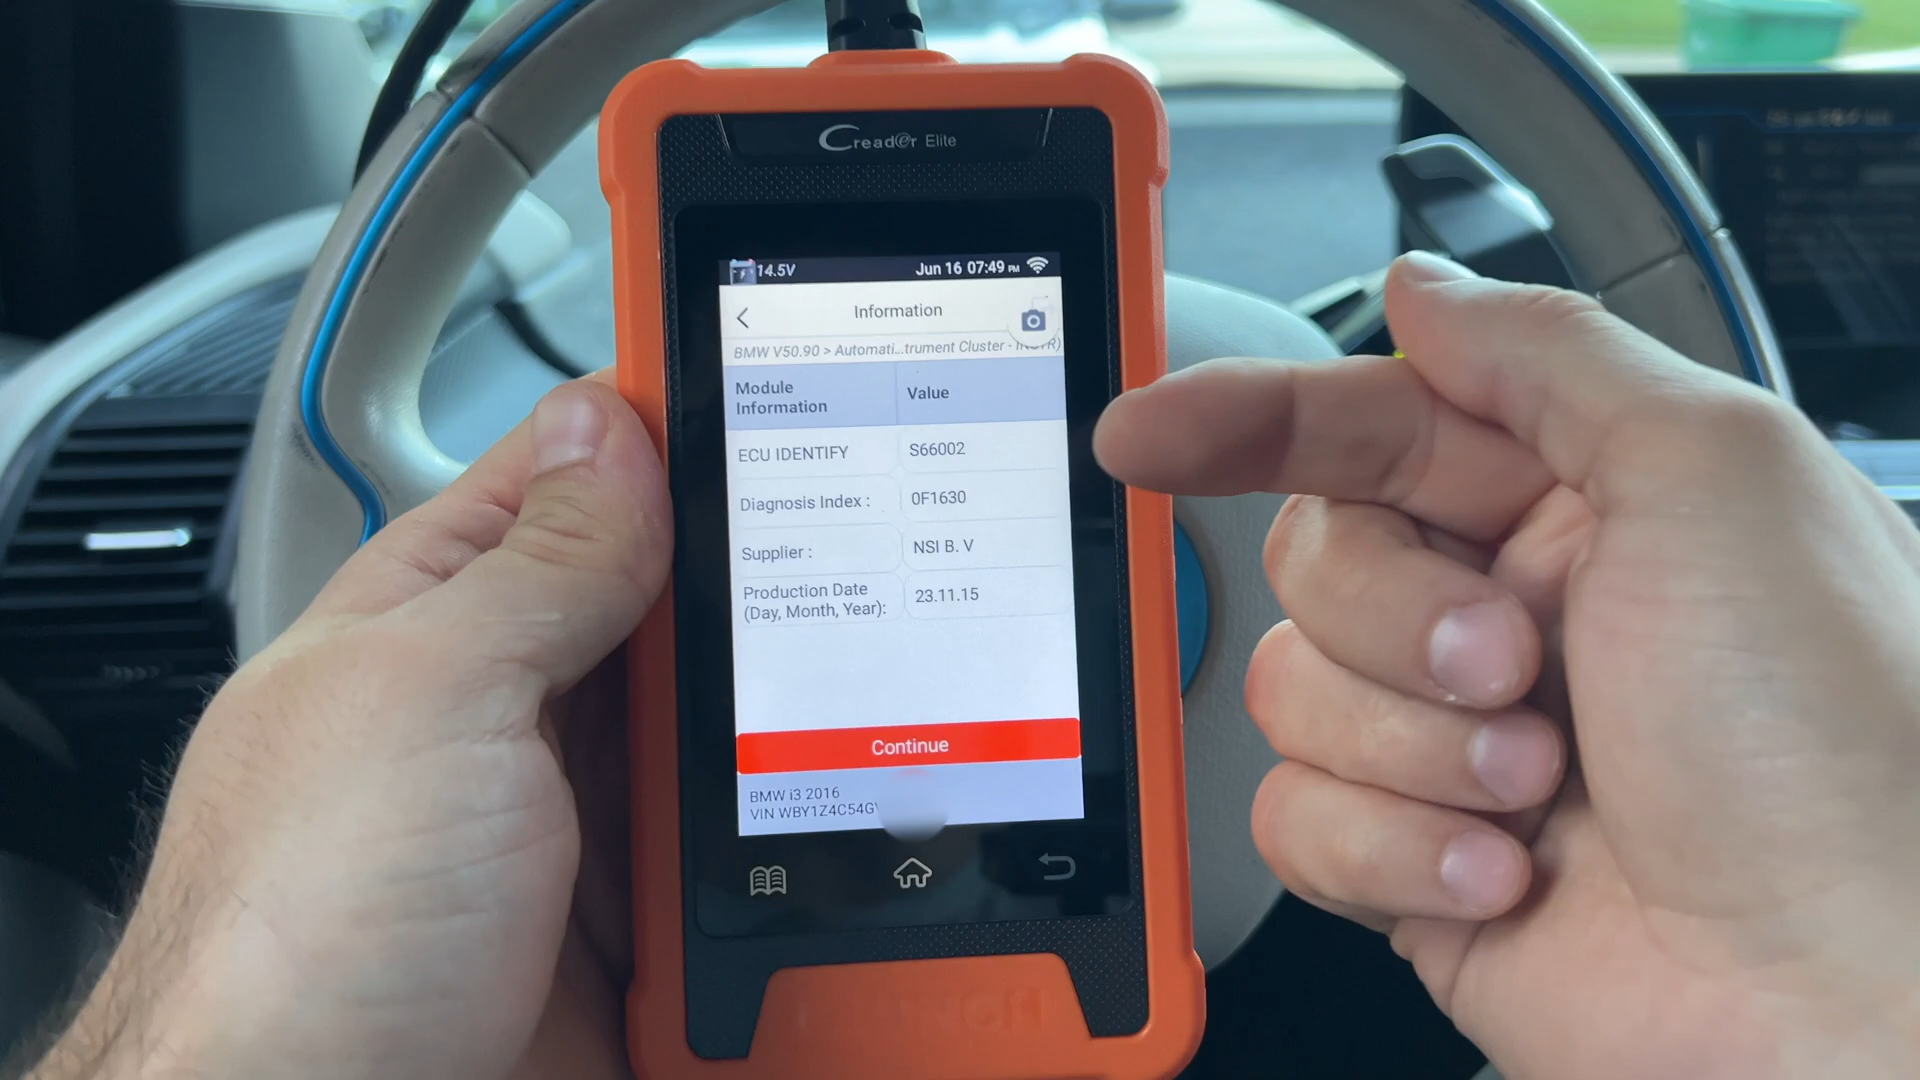 Creader Elite
14.5V Jun 16 07:49 PM
Information
BMW V50.90 > Automati...trument Cluster -
Module Information Value
ECU IDENTIFY S66002
Diagnosis Index : 0F1630
Supplier : NSI B. V
Production Date (Day, Month, Year): 23.11.15
Continue
BMW i3 2016
VIN WBY1Z4C54G